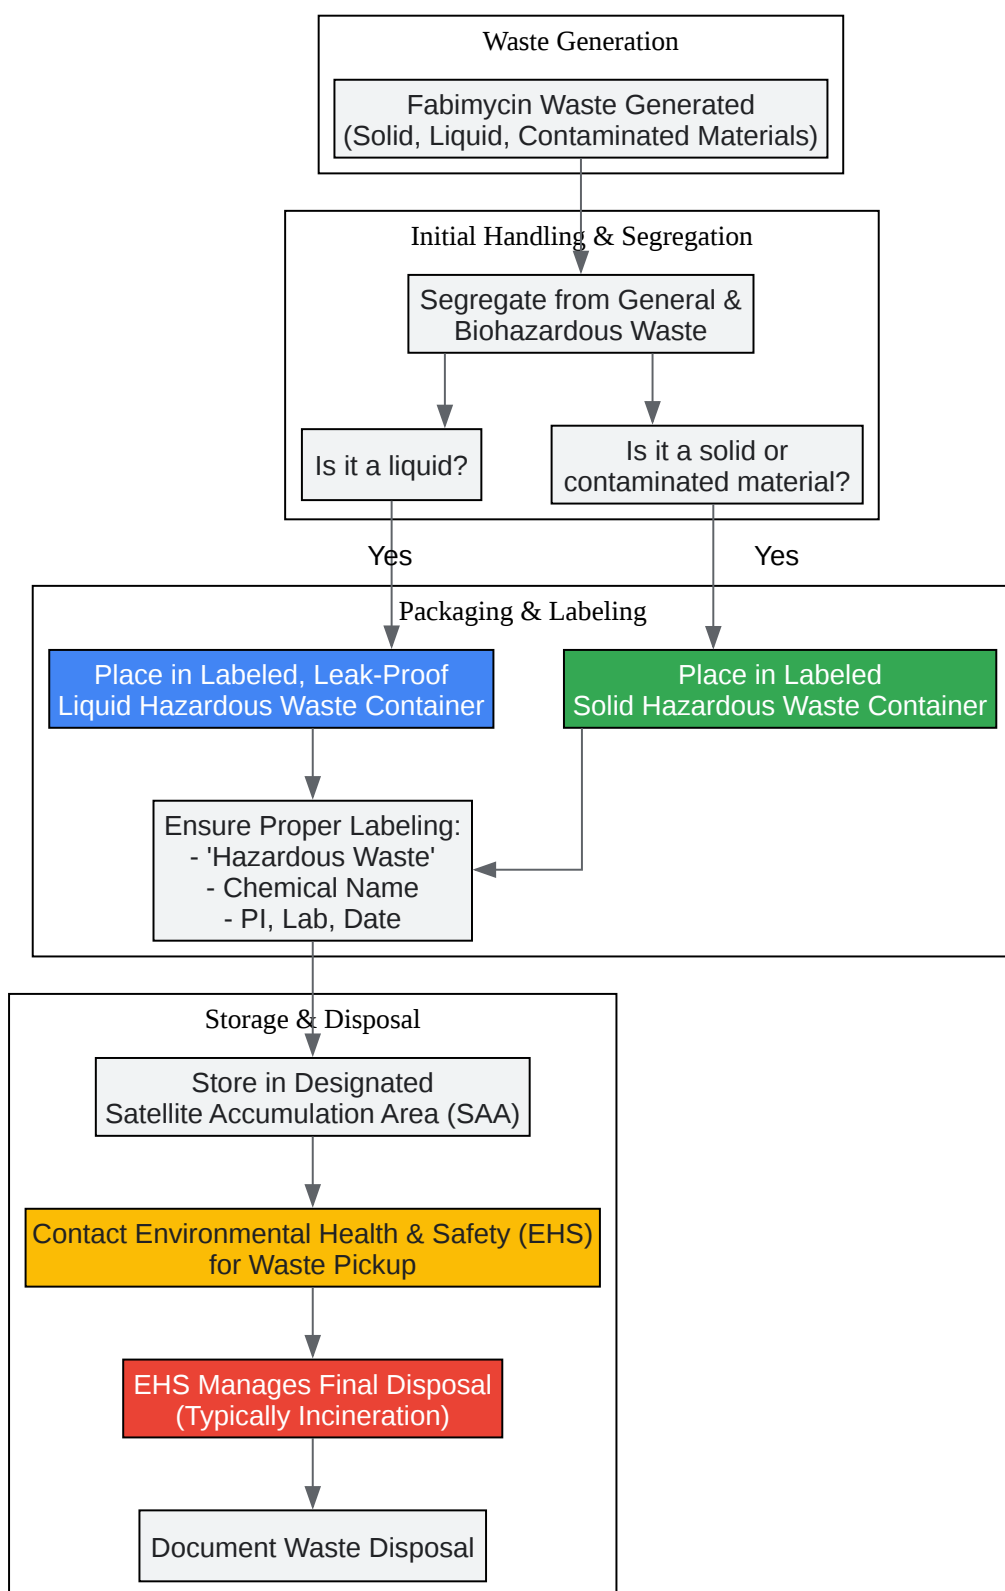 Waste Generation
Fabimycin Waste Generated
(Solid, Liquid, Contaminated Materials)
Initial Handling & Segregation
Segregate from General &
Biohazardous Waste
Is it a liquid?
Is it a solid or
contaminated material?
Yes
Yes
Packaging & Labeling
Place in Labeled, Leak-Proof
Liquid Hazardous Waste Container
Place in Labeled
Solid Hazardous Waste Container
Ensure Proper Labeling:
- 'Hazardous Waste'
- Chemical Name
- PI, Lab, Date
Storage & Disposal
Store in Designated
Satellite Accumulation Area (SAA)
Contact Environmental Health & Safety (EHS)
for Waste Pickup
EHS Manages Final Disposal
(Typically Incineration)
Document Waste Disposal